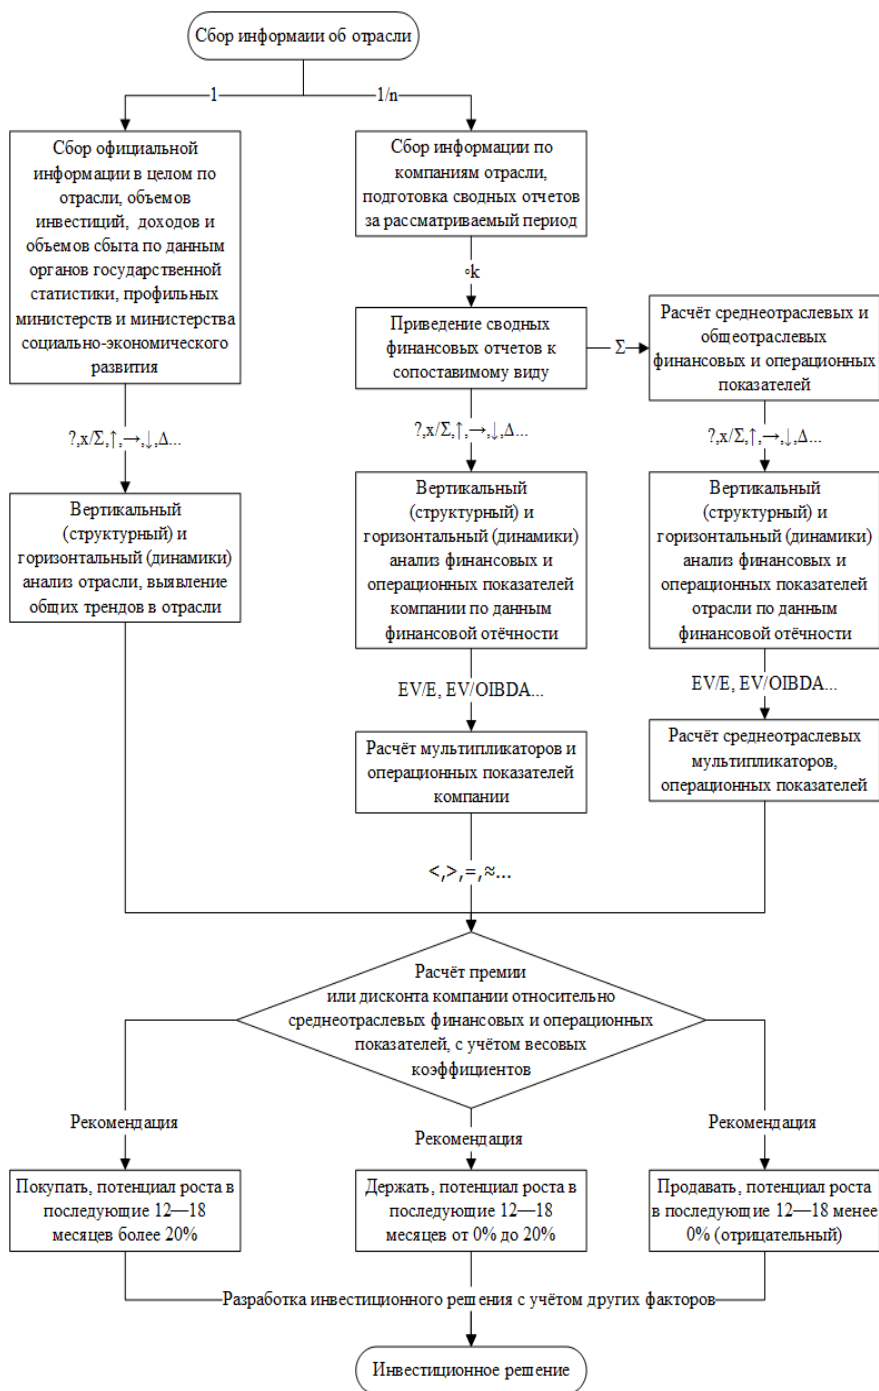 Сбор информаии об отрасли
1
1/n
Сбор официальной
информации в целом по
отрасли, объемов
инвестиций, доходов и
объемов сбыта по данным
органов государственной
статистики, профильных
министерств и министерства
социально-экономического
развития
Сбор информации по
компаниям отрасли,
подготовка сводных отчетов
за рассматриваемый период
∘k
Приведение сводных
финансовых отчетов к
сопоставимому виду
Σ
Расчёт среднеотраслевых и
общеотраслевых
финансовых и операционных
показателей
?,x/Σ,↑,→,↓,Δ...
?,x/Σ,↑,→,↓,Δ...
?,x/Σ,↑,→,↓,Δ...
Вертикальный
(структурный) и
горизонтальный (динамики)
анализ отрасли, выявление
общих трендов в отрасли
Вертикальный
(структурный) и
горизонтальный (динамики)
анализ финансовых и
операционных показателей
компании по данным
финансовой отёчности
Вертикальный
(структурный) и
горизонтальный (динамики)
анализ финансовых и
операционных показателей
отрасли по данным
финансовой отёчности
EV/E, EV/OIBDA...
EV/E, EV/OIBDA...
Расчёт мультипликаторов и
операционных показателей
компании
Расчёт среднеотраслевых
мультипликаторов,
операционных показателей
<,>,=,≈...
Расчёт премии
или дисконта компании относительно
среднеотраслевых финансовых и операционных
показателей, с учётом весовых
коэффициентов
Рекомендация
Рекомендация
Рекомендация
Покупать, потенциал роста в
последующие 12—18
месяцев более 20%
Держать, потенциал роста в
последующие 12—18
месяцев от 0% до 20%
Продавать, потенциал роста
в последующие 12—18 менее
0% (отрицательный)
Разработка инвестиционного решения с учётом других факторов
Инвестиционное решение